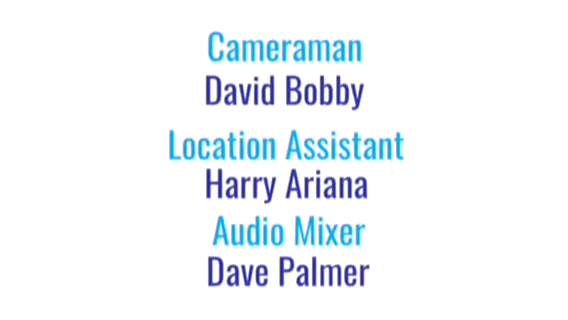 Cameraman
David Bobby
Location Assistant
Harry Ariana
Audio Mixer
Dave Palmer